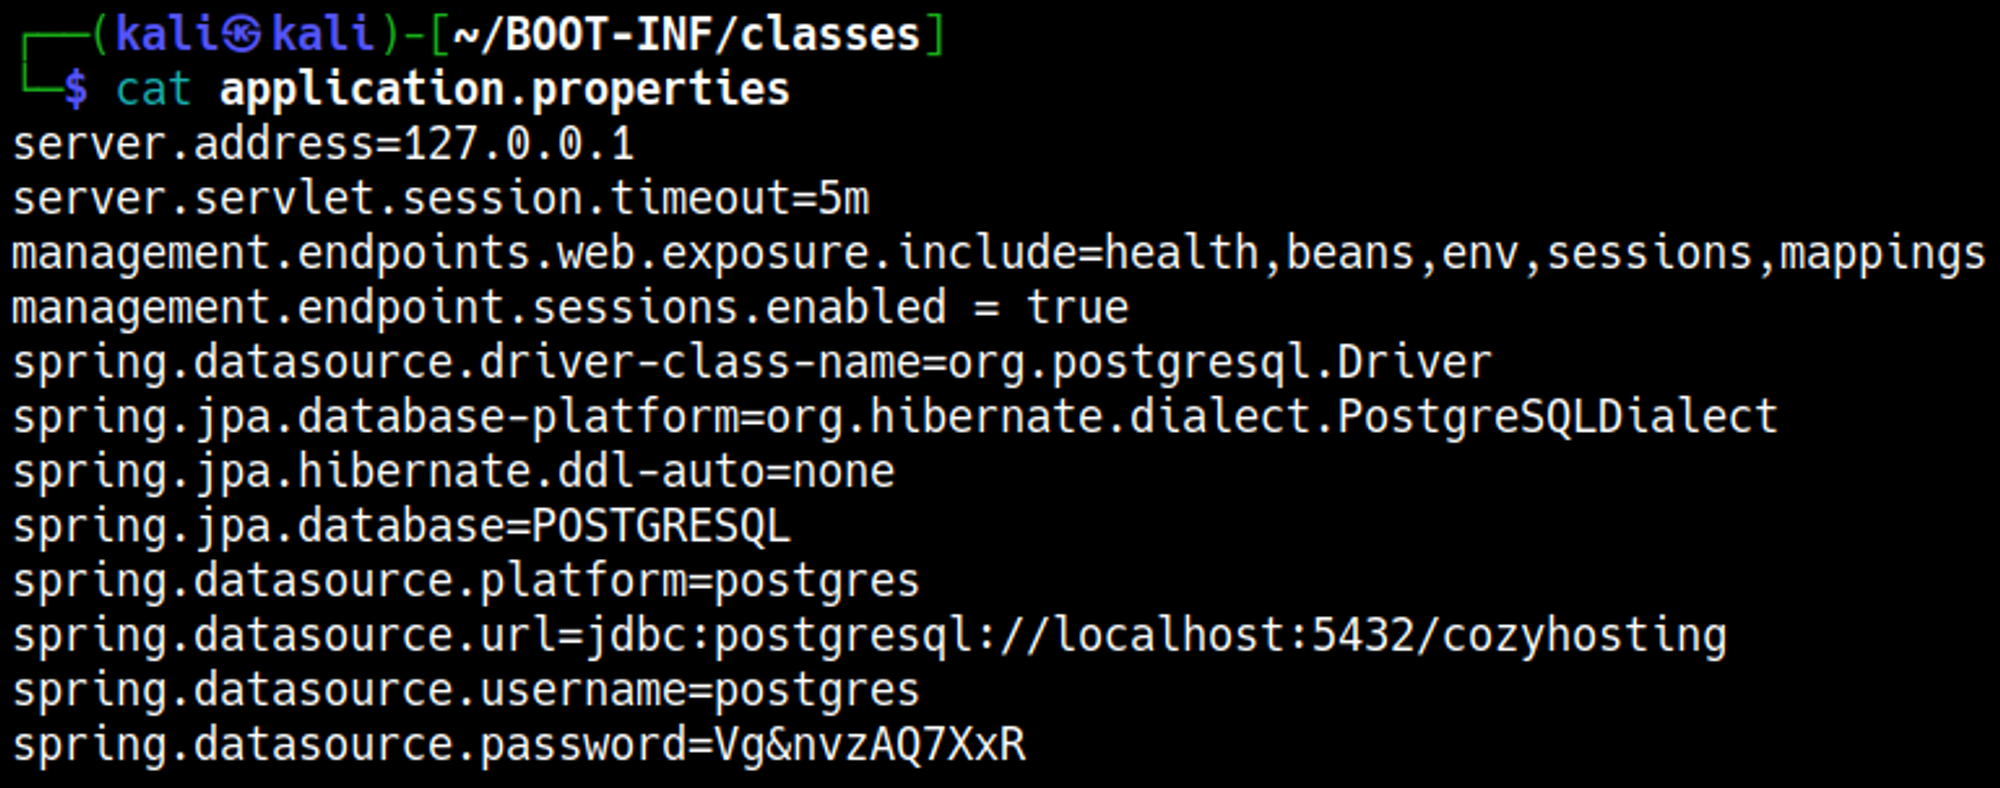 ┌──(kali㉿kali)-[~/BOOT-INF/classes]
└─$ cat application.properties
server.address=127.0.0.1
server.servlet.session.timeout=5m
management.endpoints.web.exposure.include=health,beans,env,sessions,mappings
management.endpoint.sessions.enabled = true
spring.datasource.driver-class-name=org.postgresql.Driver
spring.jpa.database-platform=org.hibernate.dialect.PostgreSQLDialect
spring.jpa.hibernate.ddl-auto=none
spring.jpa.database=POSTGRESQL
spring.datasource.platform=postgres
spring.datasource.url=jdbc:postgresql://localhost:5432/cozyhosting
spring.datasource.username=postgres
spring.datasource.password=Vg&nvzAQ7XxR